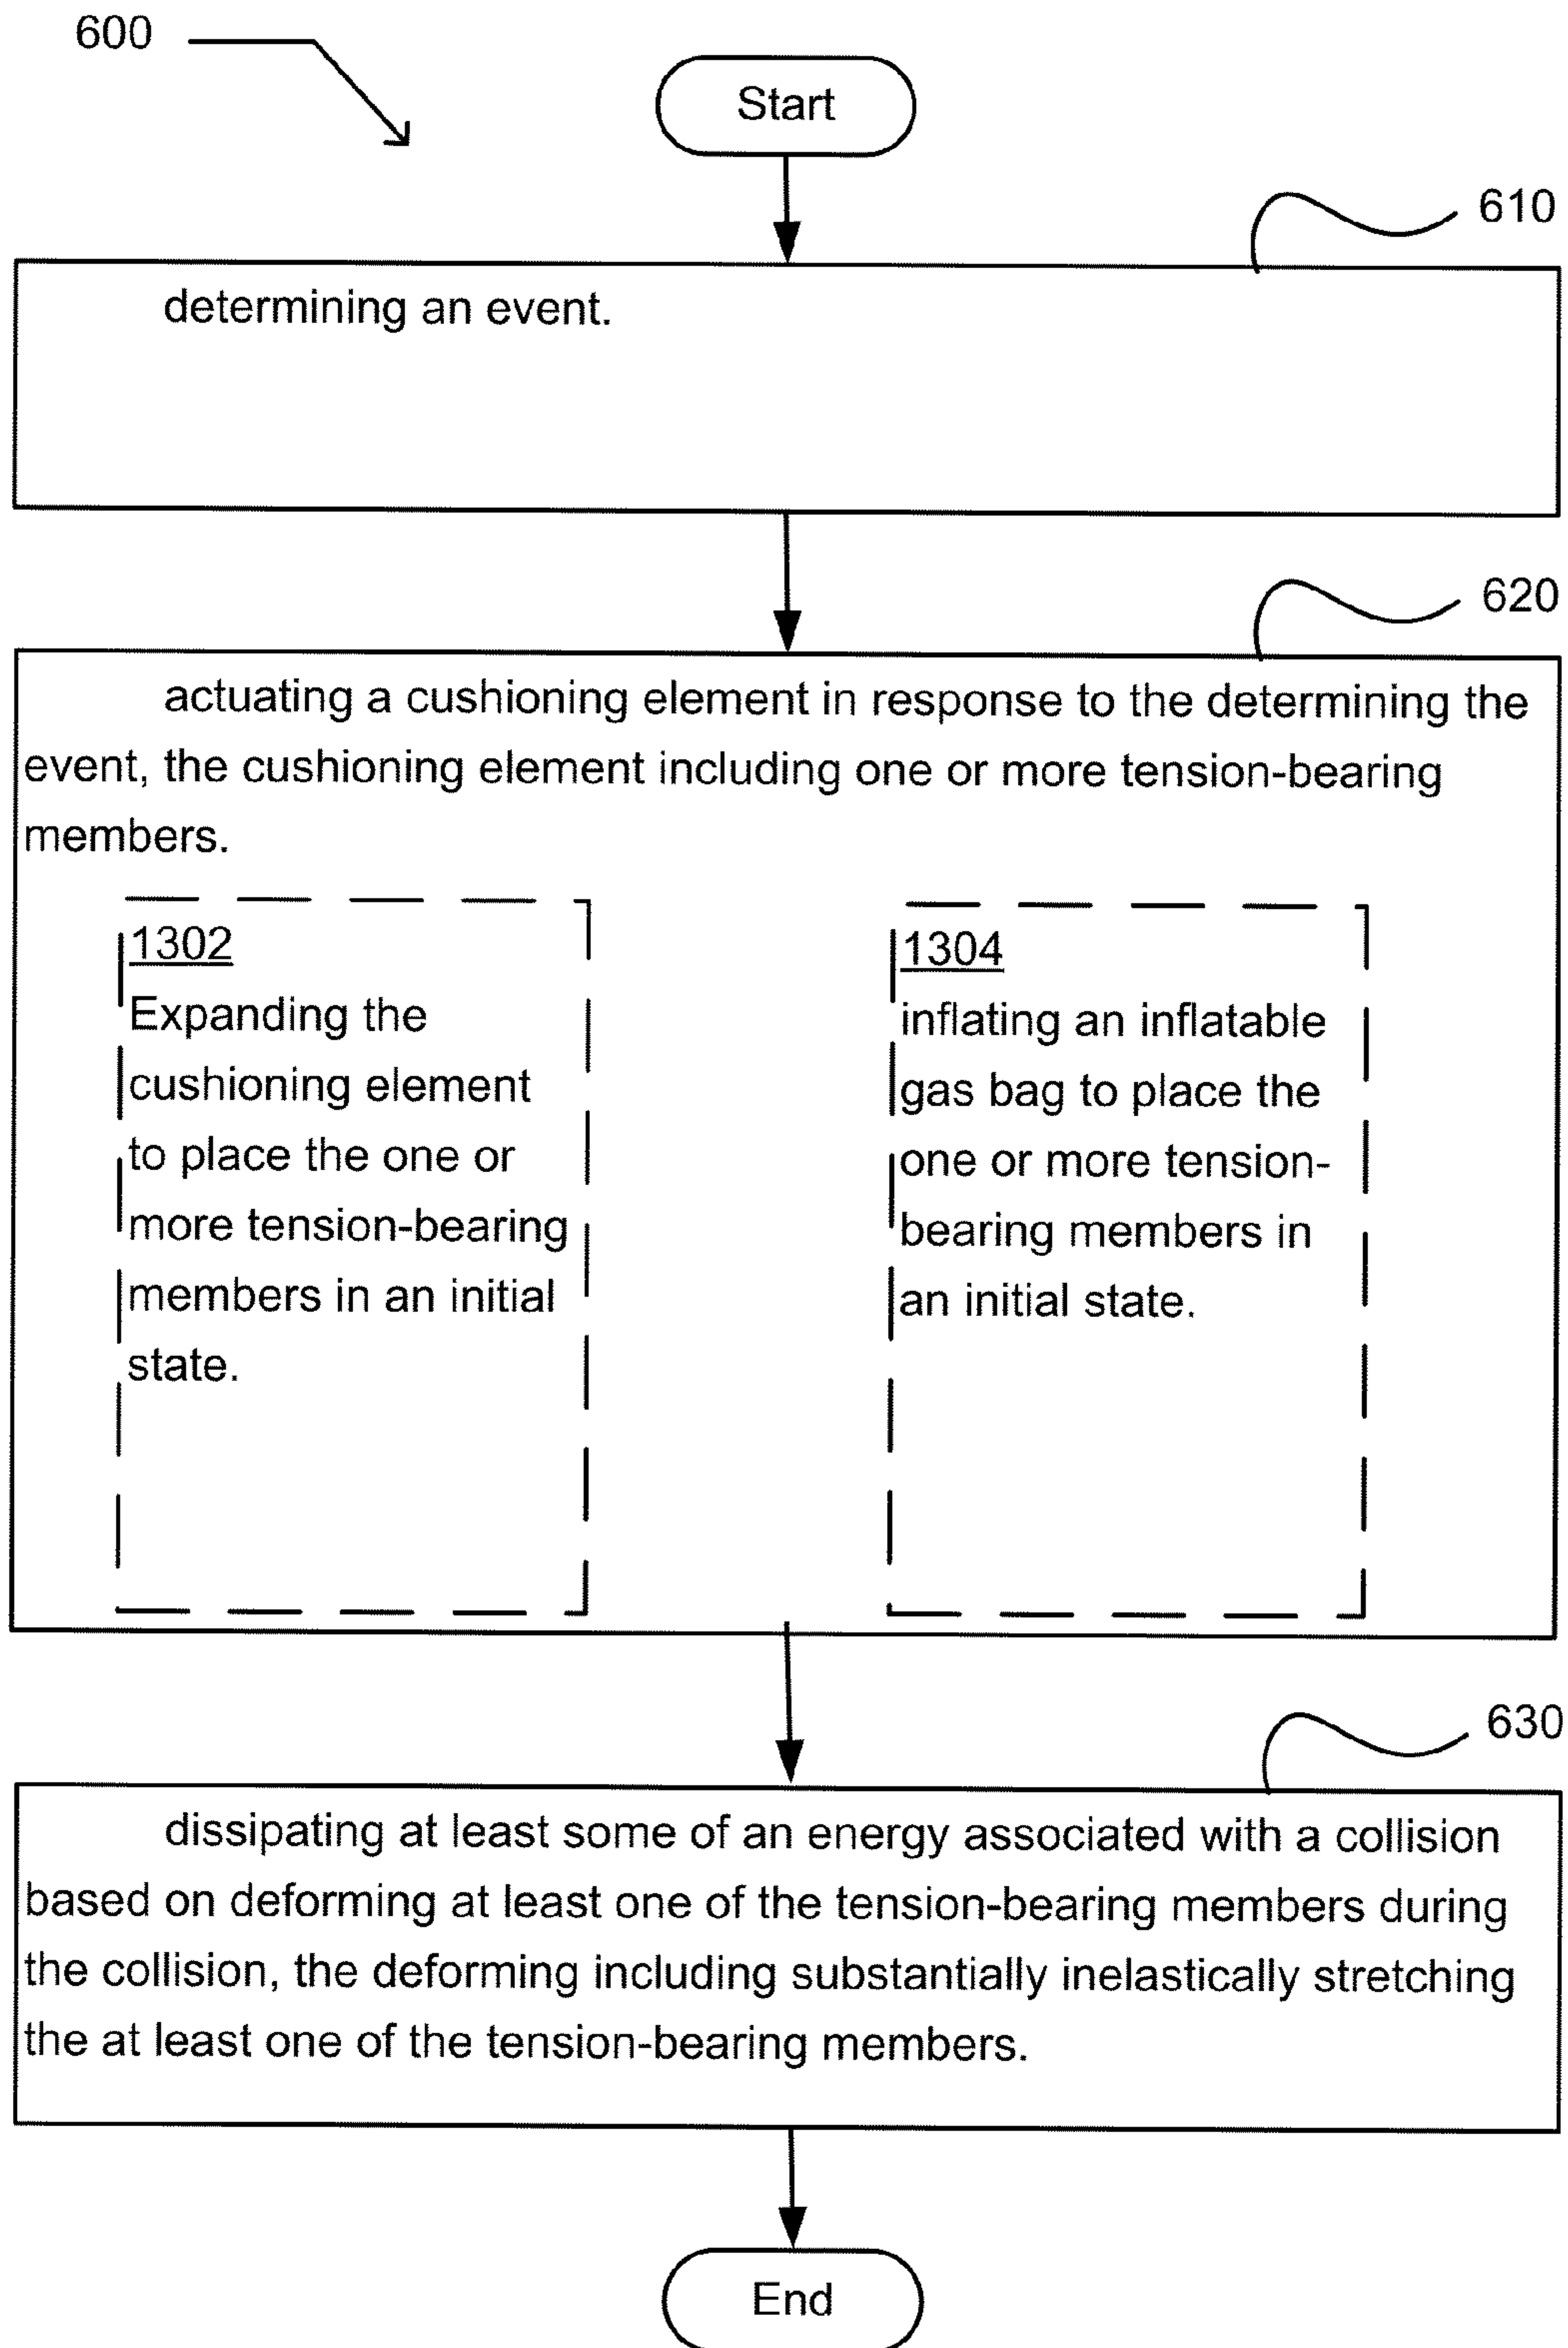 600
Start
610
determining an event.
620
actuating a cushioning element in response to the determining the
event, the cushioning element including one or more tension-bearing
members.
1302
Expanding the
cushioning element
to place the one or
more tension-bearing
members in an initial
state.
1304
inflating an inflatable
gas bag to place the
one or more tension-
bearing members in
an initial state.
630
dissipating at least some of an energy associated with a collision
based on deforming at least one of the tension-bearing members during
the collision, the deforming including substantially inelastically stretching
the at least one of the tension-bearing members.
End